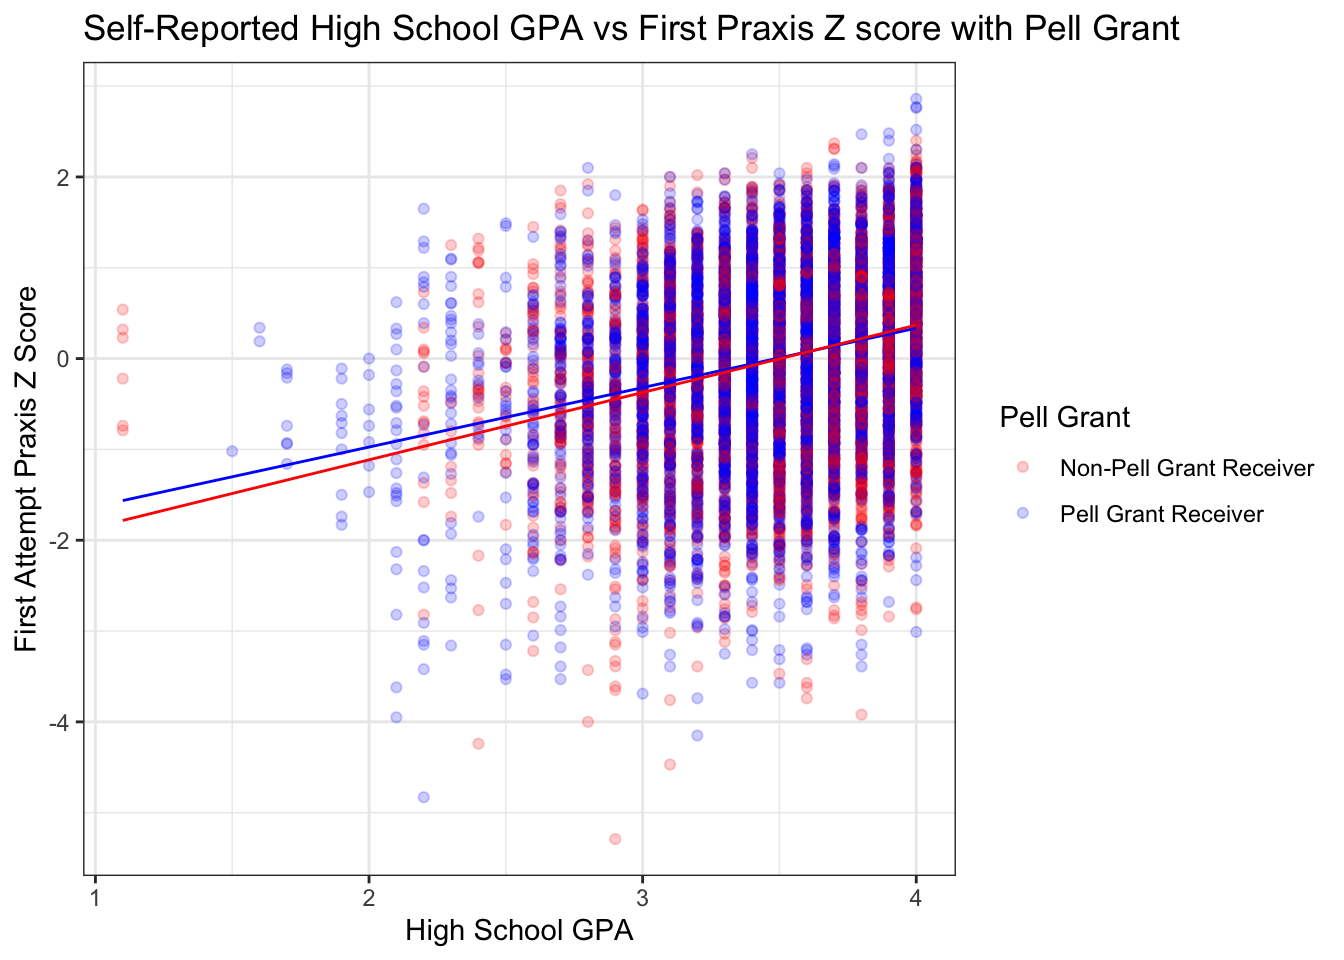 Self-Reported High School GPA vs First Praxis Z score with Pell Grant
First Attempt Praxis Z Score
2
0
-2
-4
1
2
3
4
High School GPA
Pell Grant
Non-Pell Grant Receiver
Pell Grant Receiver